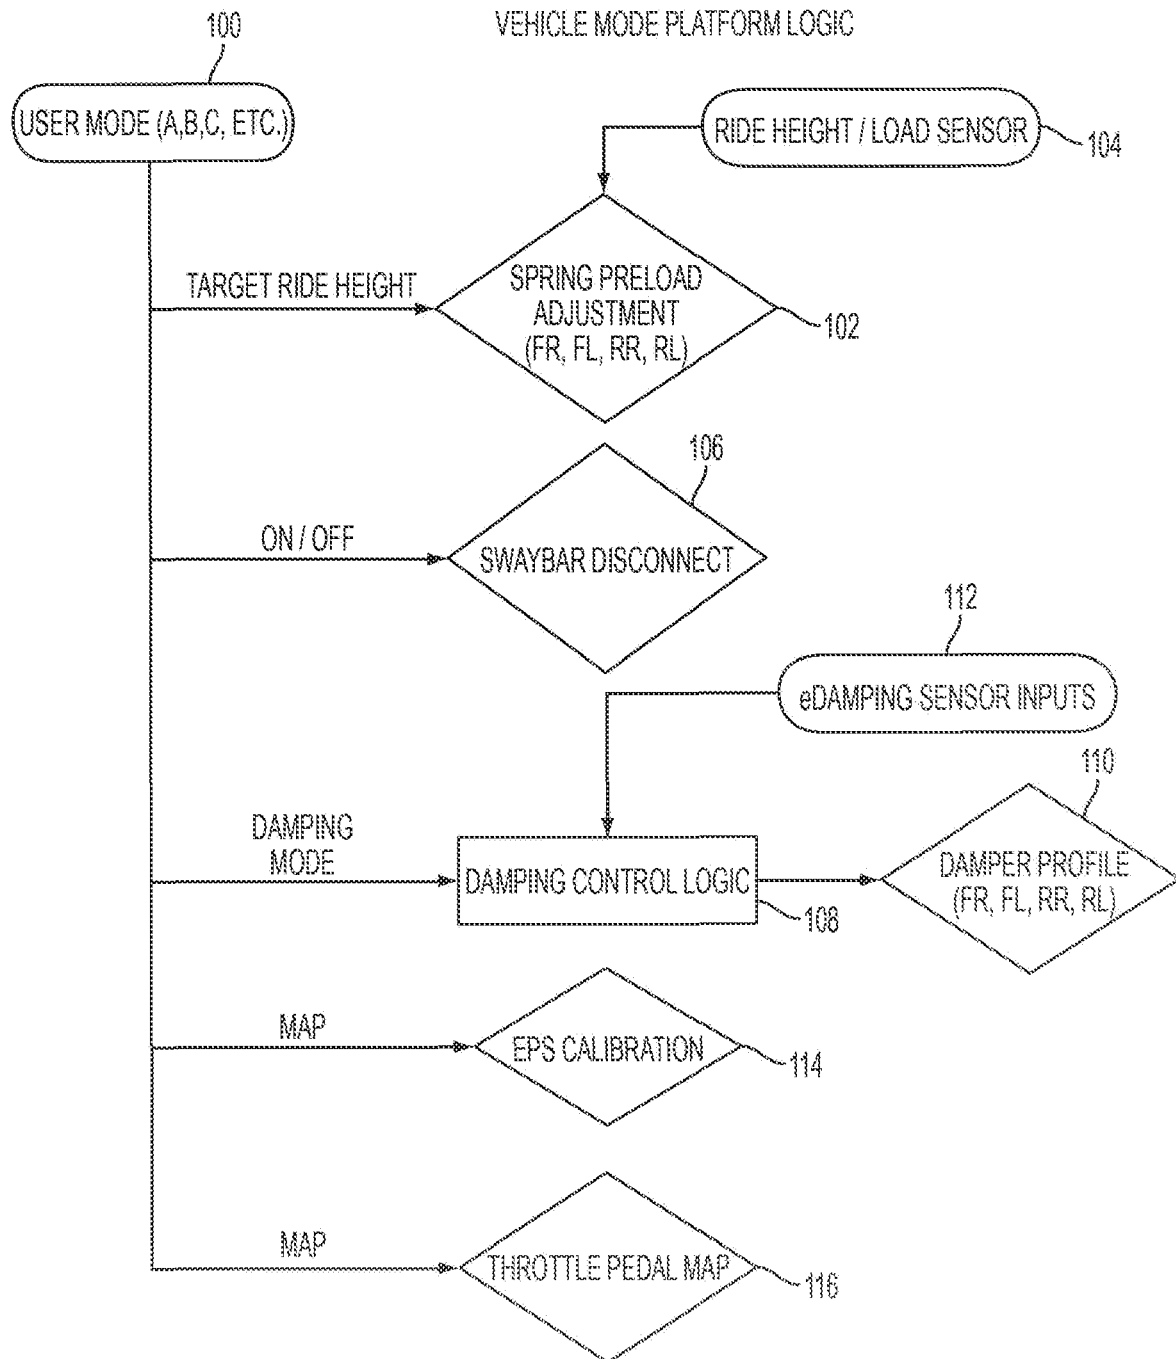 VEHICLE MODE PLATFORM LOGIC
100
USER MODE (A,B,C, ETC.)
RIDE HEIGHT / LOAD SENSOR
104
TARGET RIDE HEIGHT
SPRING PRELOAD
ADJUSTMENT
(FR, FL, RR, RL)
102
106
ON / OFF
SWAYBAR DISCONNECT
112
eDAMPING SENSOR INPUTS
110
DAMPING
MODE
DAMPING CONTROL LOGIC
108
DAMPER PROFILE
(FR, FL, RR, RL)
MAP
EPS CALIBRATION
114
MAP
THROTTLE PEDAL MAP
116